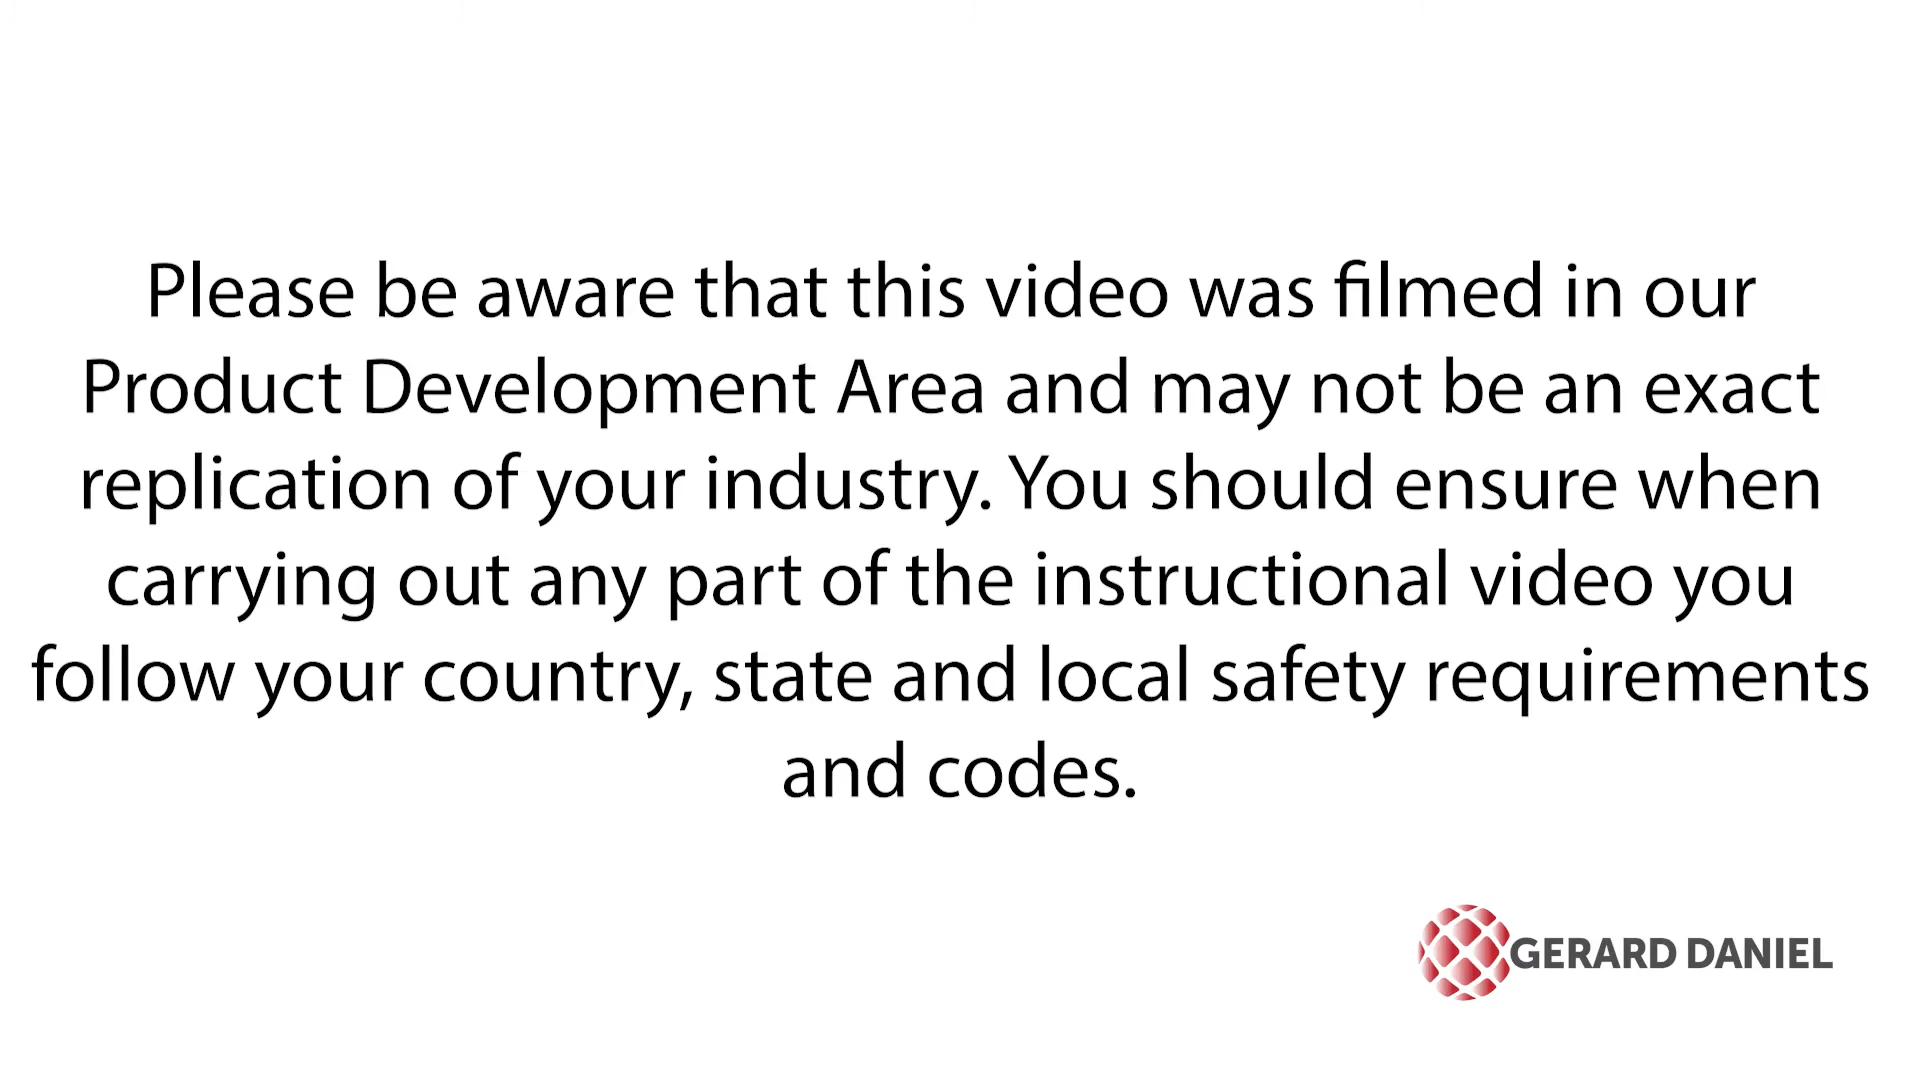 Please be aware that this video was filmed in our
Product Development Area and may not be an exact
replication of your industry. You should ensure when
carrying out any part of the instructional video you
follow your country, state and local safety requirements
and codes.
GERARD DANIEL